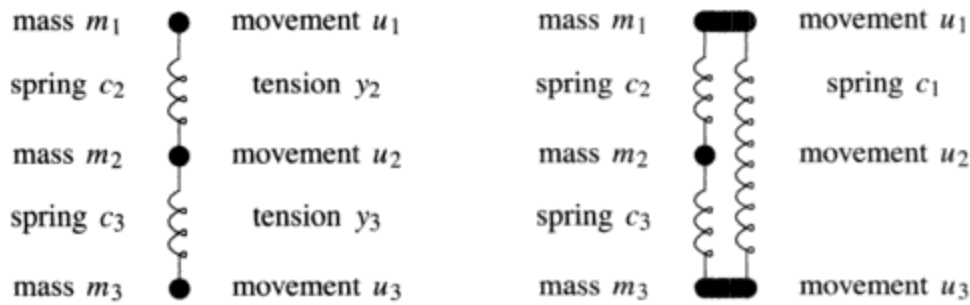 mass m₁ movement u₁ mass m₁ movement u₁
spring c₂ tension y₂ spring c₂ spring c₁
mass m₂ movement u₂ mass m₂ movement u₂
spring c₃ tension y₃ spring c₃
mass m₃ movement u₃ mass m₃ movement u₃